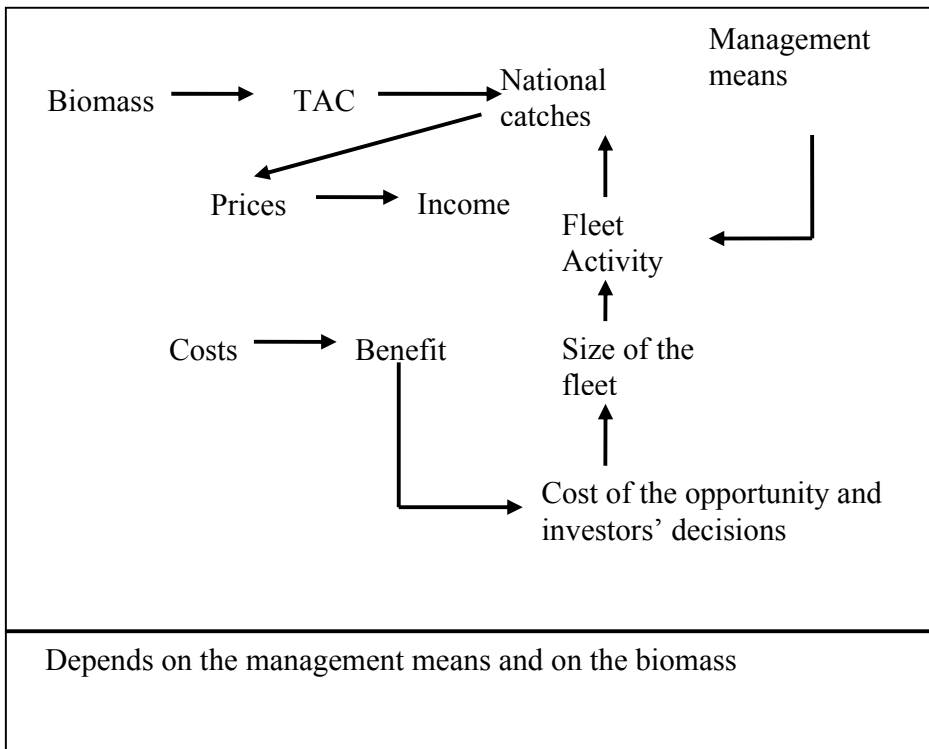 Management
means
National
catches
Biomass
TAC
Prices
Income
Fleet
Activity
Costs
Benefit
Size of the
fleet
Cost of the opportunity and
investors’ decisions
Depends on the management means and on the biomass